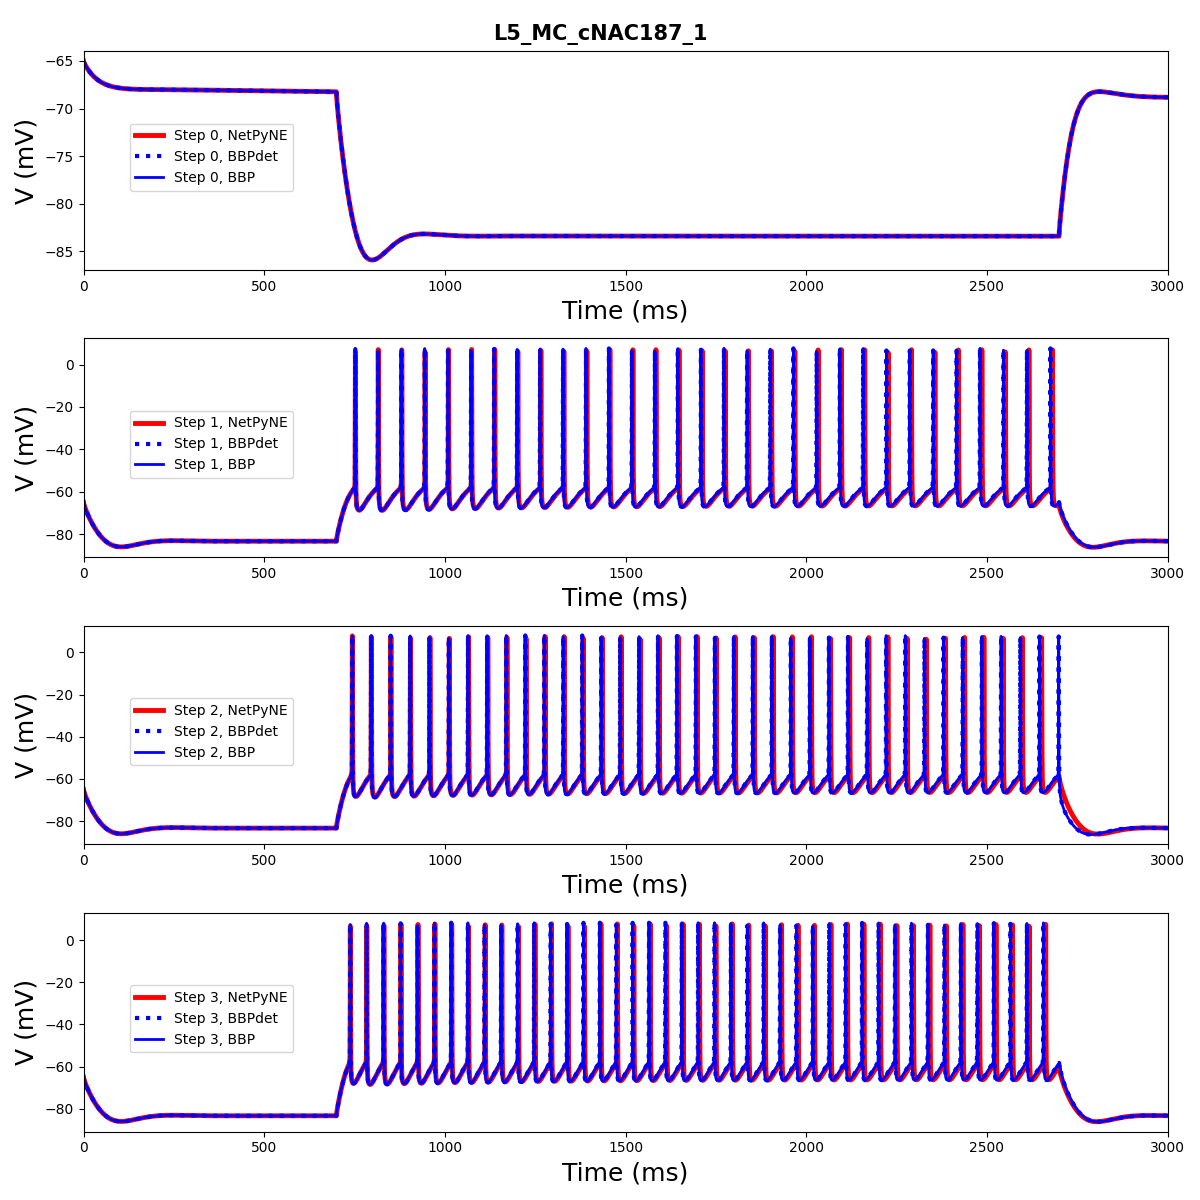 L5_MC_cNAC187_1
−65
−70
−75
−80
−85
V (mV)
Step 0, NetPyNE
Step 0, BBPdet
Step 0, BBP
0 500 1000 1500 2000 2500 3000
Time (ms)
0
−20
−40
−60
−80
V (mV)
Step 1, NetPyNE
Step 1, BBPdet
Step 1, BBP
0 500 1000 1500 2000 2500 3000
Time (ms)
0
−20
−40
−60
−80
V (mV)
Step 2, NetPyNE
Step 2, BBPdet
Step 2, BBP
0 500 1000 1500 2000 2500 3000
Time (ms)
0
−20
−40
−60
−80
V (mV)
Step 3, NetPyNE
Step 3, BBPdet
Step 3, BBP
0 500 1000 1500 2000 2500 3000
Time (ms)